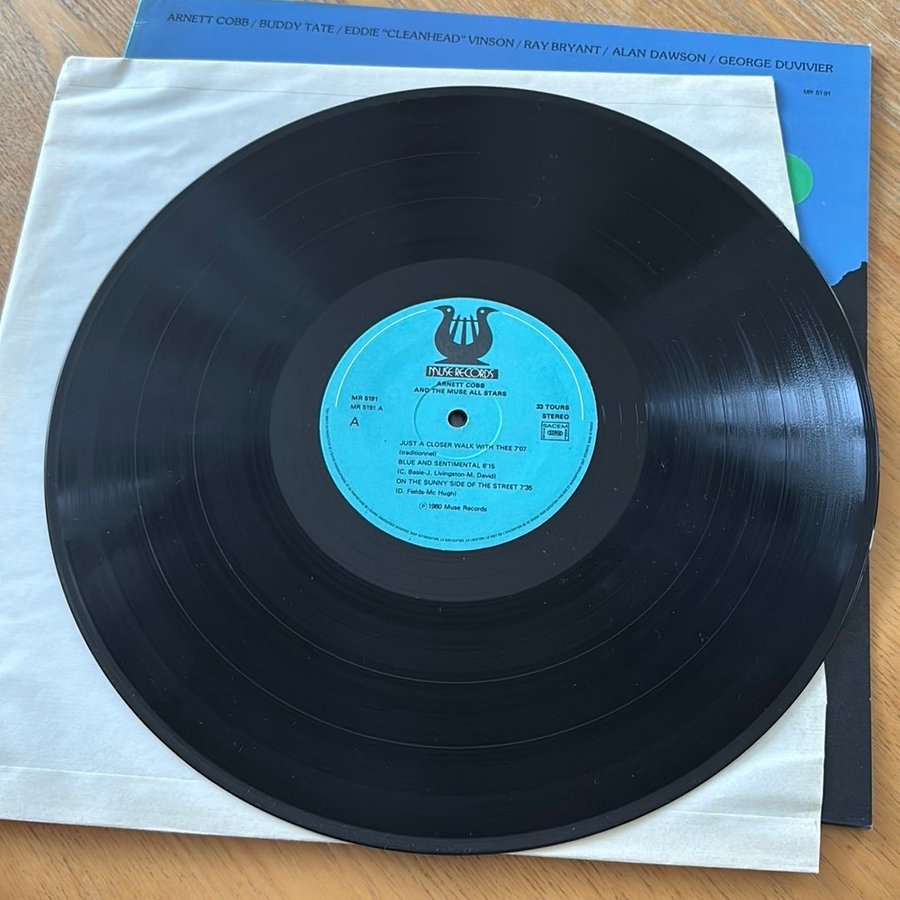 ARNETT COBB / BUDDY TATE / EDDIE "CLEANHEAD" VINSON / RAY BRYANT / ALAN DAWSON / GEORGE DUVIVIER
MR 5191
MUSE RECORDS
ARNETT COBB
AND THE MUSE ALL STARS
MR 5191
MR 5191 A
A
33 TOURS
STEREO
SACEM
JUST A CLOSER WALK WITH THEE 7'07
(traditionnel)
BLUE AND SENTIMENTAL 6'15
(C. Basie-J. Livingston-M. David)
ON THE SUNNY SIDE OF THE STREET 7'35
(D. Fields-Mc Hugh)
Ⓟ 1980 Muse Records